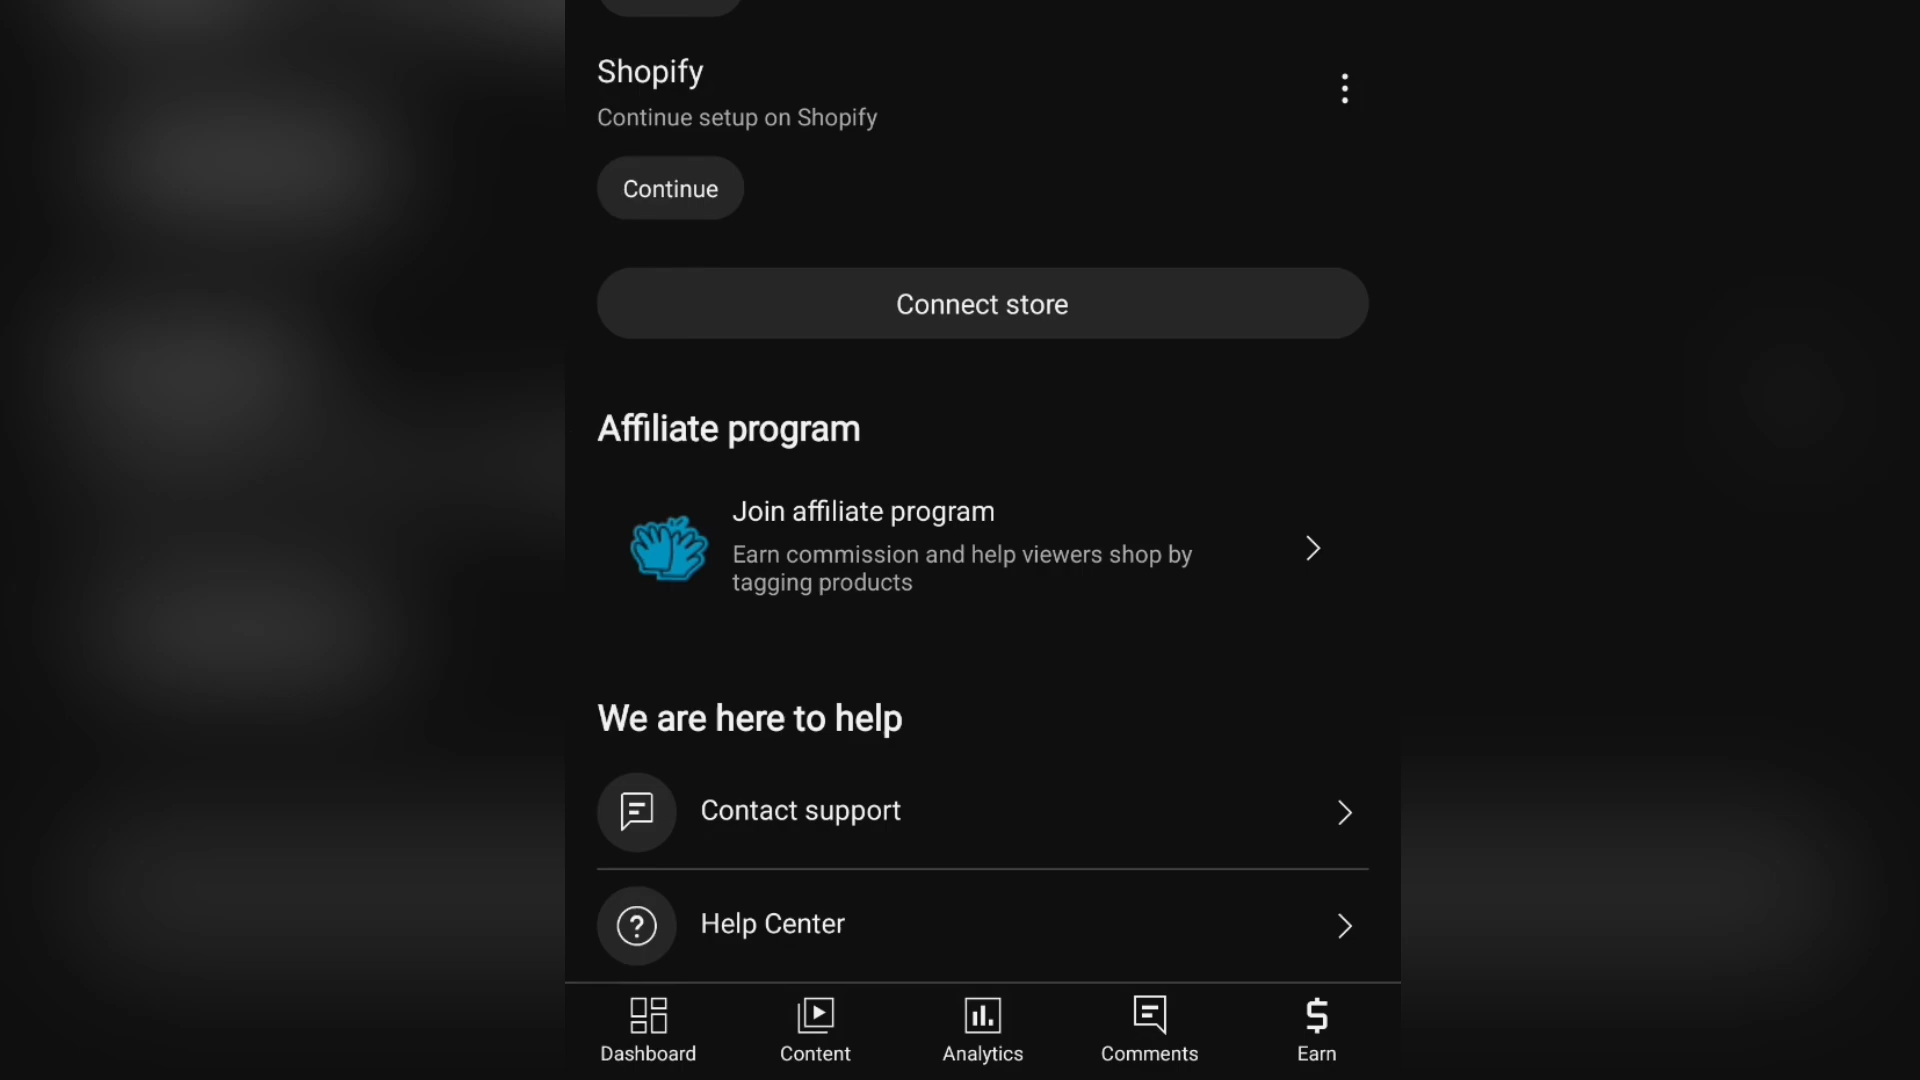 Shopify
Continue setup on Shopify
Continue
Connect store
Affiliate program
Join affiliate program
Earn commission and help viewers shop by
tagging products
We are here to help
Contact support
Help Center
Dashboard
Content
Analytics
Comments
Earn